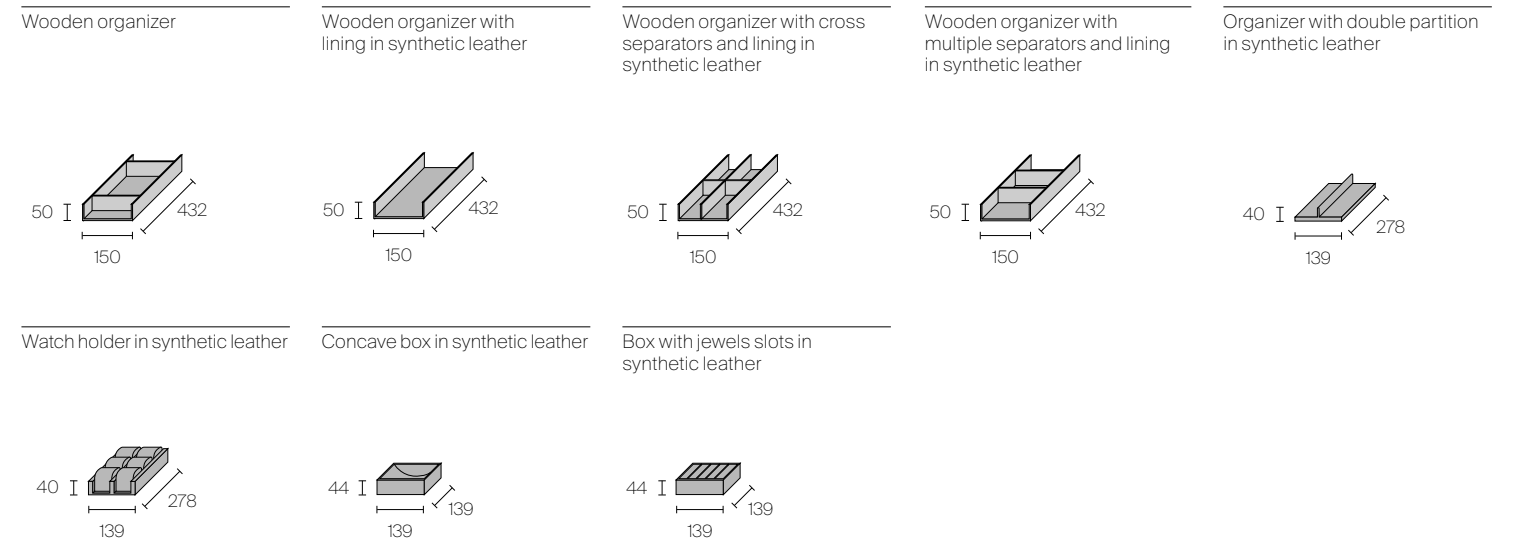 Wooden organizer
Wooden organizer with
lining in synthetic leather
Wooden organizer with cross
separators and lining in
synthetic leather
Wooden organizer with
multiple separators and lining
in synthetic leather
Organizer with double partition
in synthetic leather
50
432
150
50
432
150
50
432
150
50
432
150
40
278
139
Watch holder in synthetic leather
Concave box in synthetic leather
Box with jewels slots in
synthetic leather
40
278
139
44
139
139
44
139
139